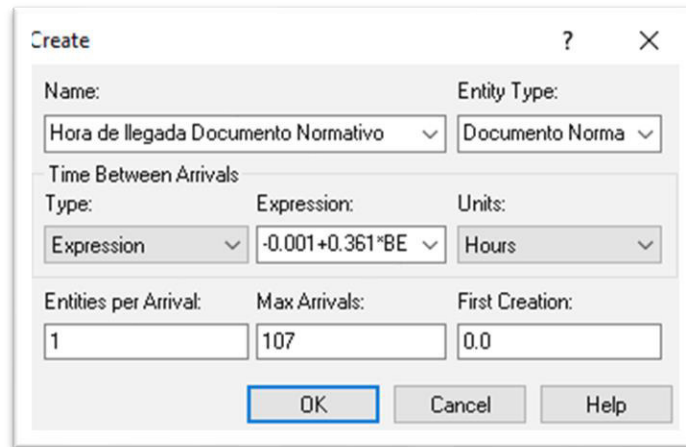 Create ?
Name: Entity Type:
Hora de llegada Documento Normativo Documento Norma
Time Between Arrivals
Type: Expression: Units:
Expression -0.001+0.361*BE Hours
Entities per Arrival: Max Arrivals: First Creation:
1 107 0.0
OK Cancel Help